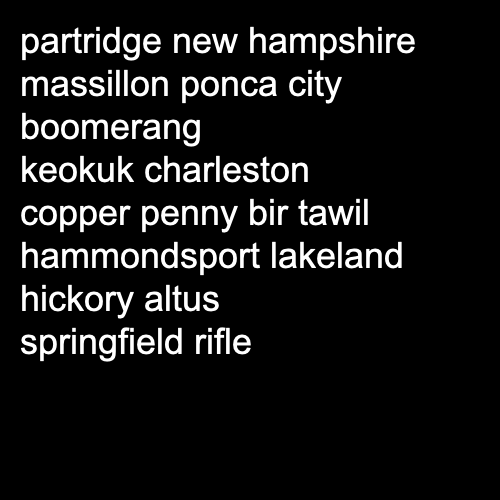 partridge new hampshire
massillon ponca city
boomerang
keokuk charleston
copper penny bir tawil
hammondsport lakeland
hickory altus
springfield rifle